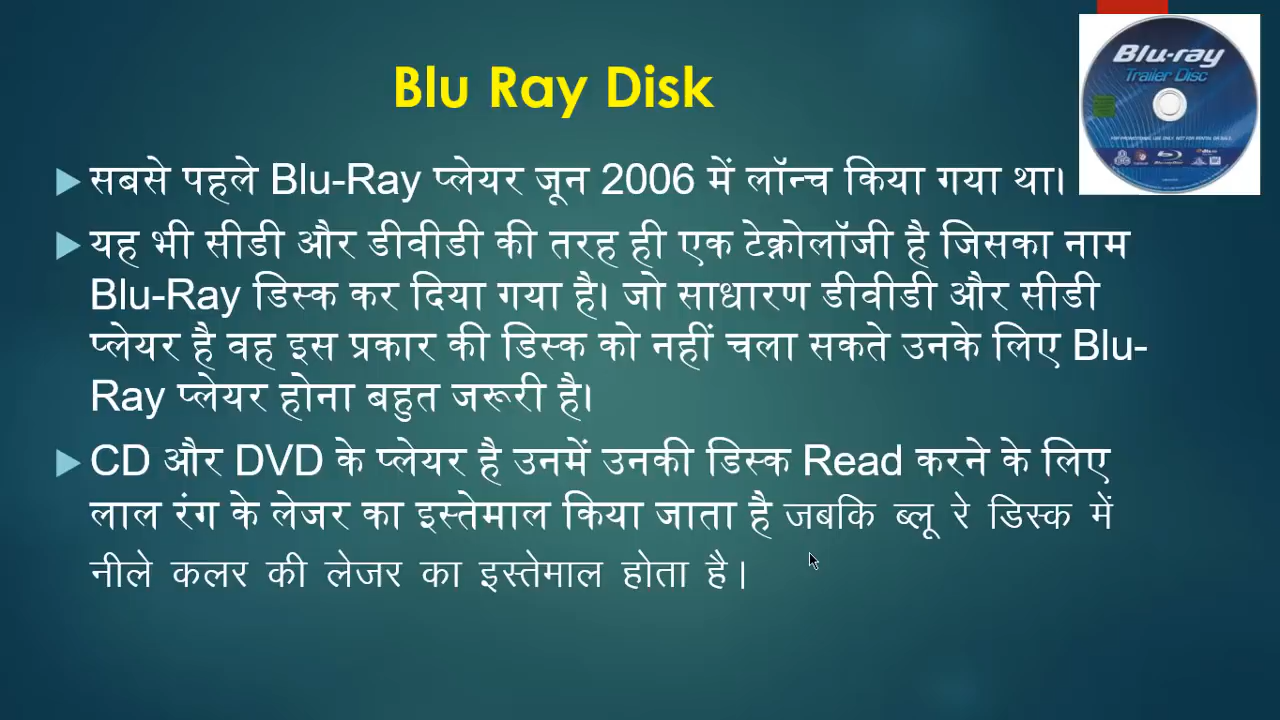 Blu Ray Disk
Blu-ray
Trailer Disc
सबसे पहले Blu-Ray प्लेयर जून 2006 में लॉन्च किया गया था।
यह भी सीडी और डीवीडी की तरह ही एक टेक्नोलॉजी है जिसका नाम
Blu-Ray डिस्क कर दिया गया है। जो साधारण डीवीडी और सीडी
प्लेयर है वह इस प्रकार की डिस्क को नहीं चला सकते उनके लिए Blu-
Ray प्लेयर होना बहुत जरूरी है।
CD और DVD के प्लेयर है उनमें उनकी डिस्क Read करने के लिए
लाल रंग के लेजर का इस्तेमाल किया जाता है जबकि ब्लू रे डिस्क में
नीले कलर की लेजर का इस्तेमाल होता है।